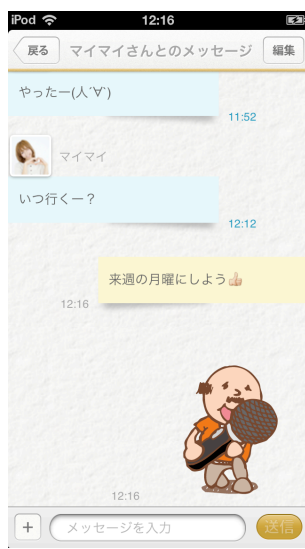 iPod 12:16
戻る マイマイさんとのメッセージ 編集
やったー(人´∀`)
11:52
マイマイ
いつ行くー？
12:12
来週の月曜にしよう👍🏻
12:16
12:16
+ メッセージを入力 送信